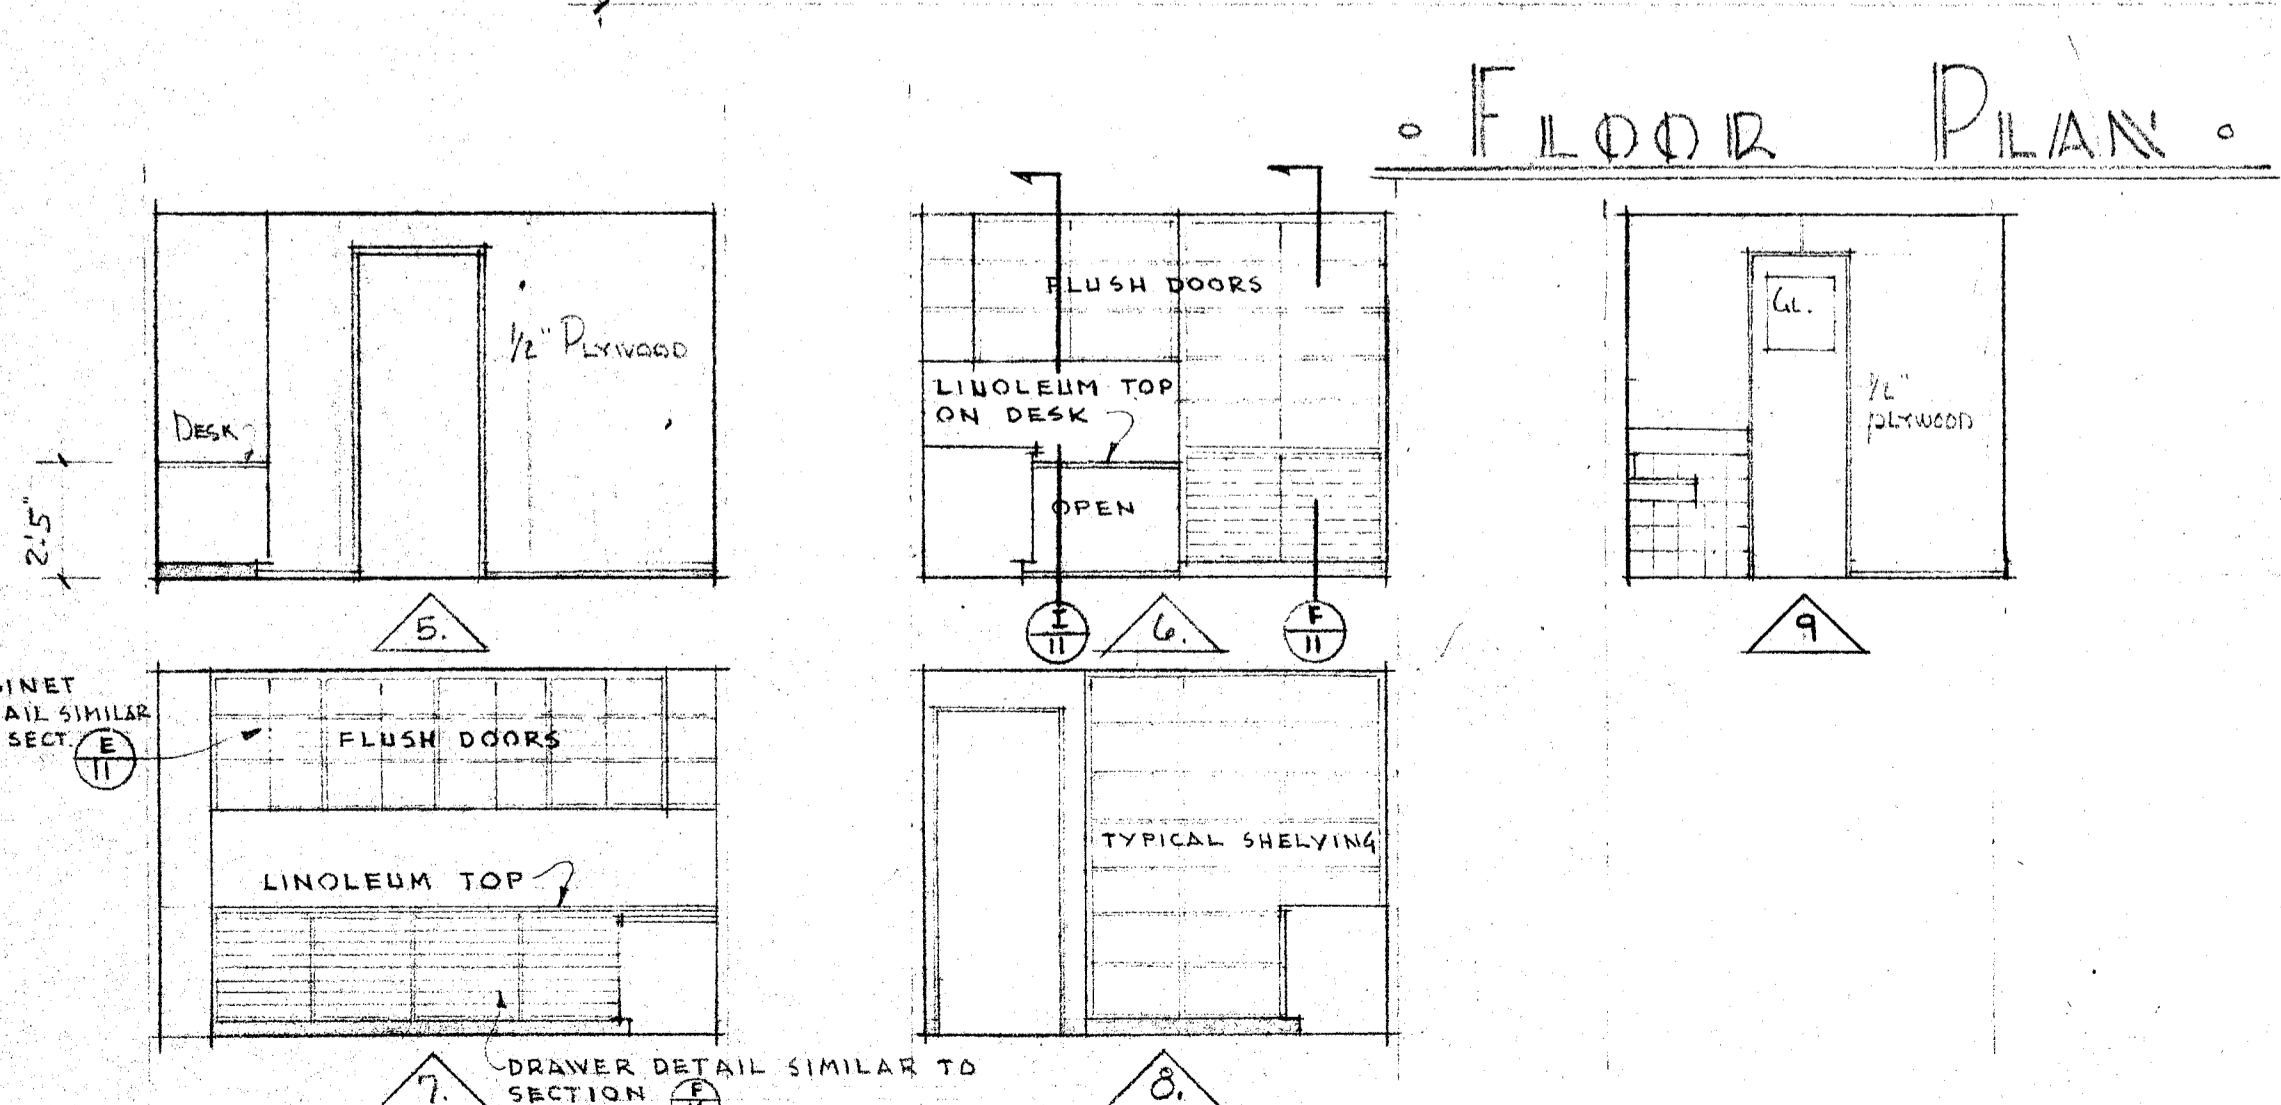 • FLOOR PLAN •
½" PLYWOOD
DESK
2'-5"
5.
FLUSH DOORS
LINOLEUM TOP
ON DESK
OPEN
I
11
6.
F
11
GL.
½"
PLYWOOD
9
INET
AIL SIMILAR
SECT.
E
11
FLUSH DOORS
LINOLEUM TOP
7.
DRAWER DETAIL SIMILAR TO
SECTION F
TYPICAL SHELVING
8.